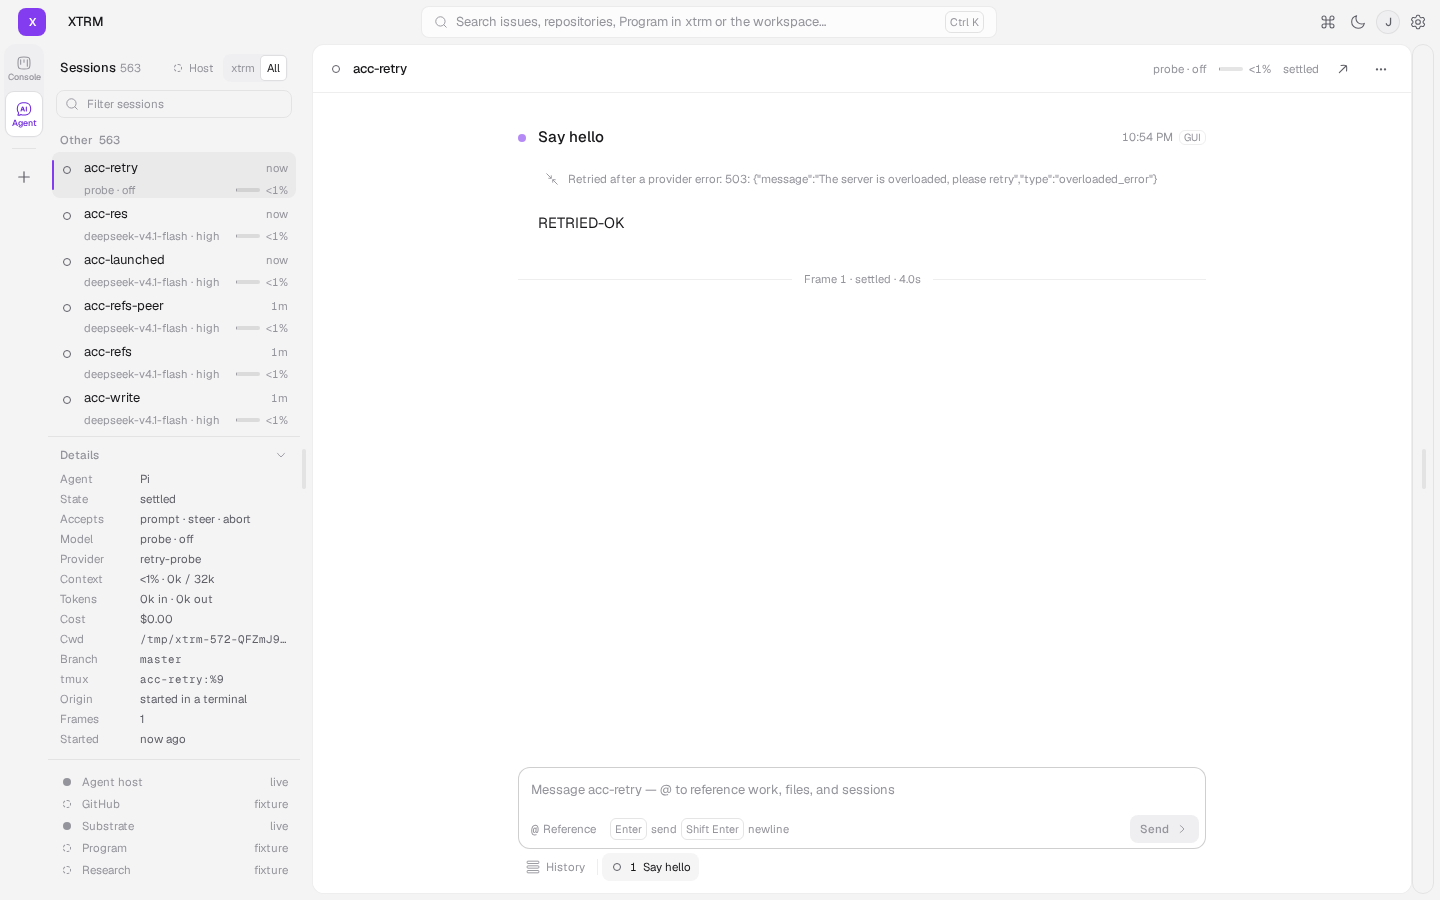 X XTRM
Search issues, repositories, Program in xtrm or the workspace... Ctrl K
J
Console
AI
Agent
Sessions 563 Host xtrm All
Filter sessions
Other 563
acc-retry now
probe · off <1%
acc-res now
deepseek-v4.1-flash · high <1%
acc-launched now
deepseek-v4.1-flash · high <1%
acc-refs-peer 1m
deepseek-v4.1-flash · high <1%
acc-refs 1m
deepseek-v4.1-flash · high <1%
acc-write 1m
deepseek-v4.1-flash · high <1%
Details
Agent Pi
State settled
Accepts prompt · steer · abort
Model probe · off
Provider retry-probe
Context <1% · 0k / 32k
Tokens 0k in · 0k out
Cost $0.00
Cwd /tmp/xtrm-572-QFZmJ9…
Branch master
tmux acc-retry:%9
Origin started in a terminal
Frames 1
Started now ago
Agent host live
GitHub fixture
Substrate live
Program fixture
Research fixture
acc-retry probe · off <1% settled
Say hello 10:54 PM GUI
Retried after a provider error: 503: {"message":"The server is overloaded, please retry","type":"overloaded_error"}
RETRIED-OK
Frame 1 · settled · 4.0s
Message acc-retry — @ to reference work, files, and sessions
@ Reference Enter send Shift Enter newline Send
History 1 Say hello